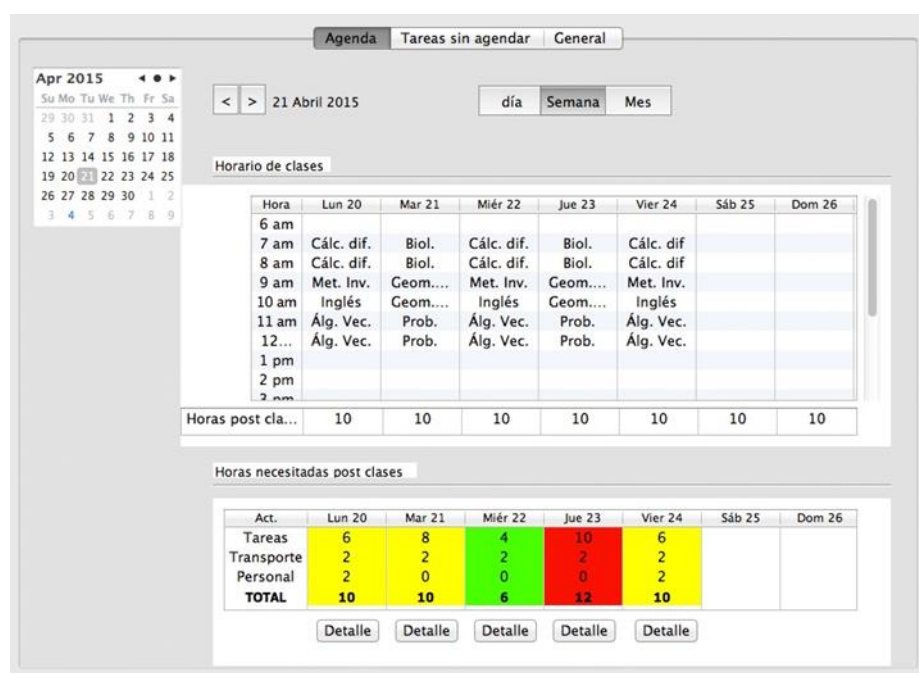 Agenda Tareas sin agendar General
Apr 2015
Su Mo Tu We Th Fr Sa
29 30 31 1 2 3 4
5 6 7 8 9 10 11
12 13 14 15 16 17 18
19 20 21 22 23 24 25
26 27 28 29 30 1 2
3 4 5 6 7 8 9
< > 21 Abril 2015
día Semana Mes
Horario de clases
Hora Lun 20 Mar 21 Miér 22 Jue 23 Vier 24 Sáb 25 Dom 26
6 am
7 am Cálc. dif. Biol. Cálc. dif. Biol. Cálc. dif
8 am Cálc. dif. Biol. Cálc. dif. Biol. Cálc. dif
9 am Met. Inv. Geom.... Met. Inv. Geom.... Met. Inv.
10 am Inglés Geom.... Inglés Geom.... Inglés
11 am Álg. Vec. Prob. Álg. Vec. Prob. Álg. Vec.
12... Álg. Vec. Prob. Álg. Vec. Prob. Álg. Vec.
1 pm
2 pm
3 pm
Horas post cla... 10 10 10 10 10 10 10
Horas necesitadas post clases
Act. Lun 20 Mar 21 Miér 22 Jue 23 Vier 24 Sáb 25 Dom 26
Tareas 6 8 4 10 6
Transporte 2 2 2 2 2
Personal 2 0 0 0 2
TOTAL 10 10 6 12 10
Detalle Detalle Detalle Detalle Detalle